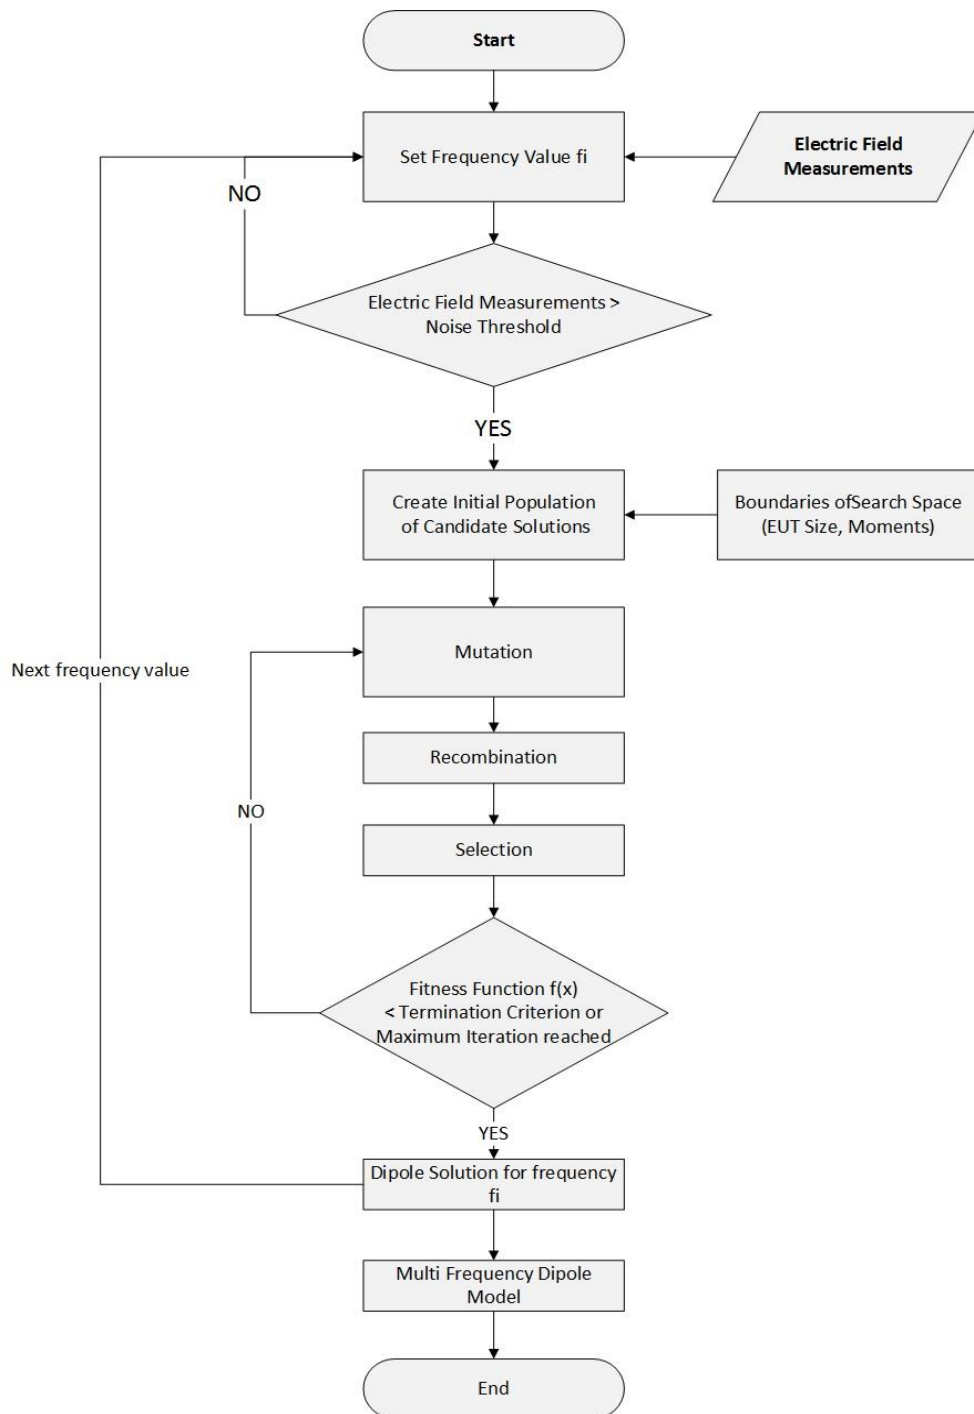 Start
Set Frequency Value fi
Electric Field
Measurements
NO
Electric Field Measurements >
Noise Threshold
YES
Create Initial Population
of Candidate Solutions
Boundaries ofSearch Space
(EUT Size, Moments)
Mutation
Next frequency value
Recombination
NO
Selection
Fitness Function f(x)
< Termination Criterion or
Maximum Iteration reached
YES
Dipole Solution for frequency
fi
Multi Frequency Dipole
Model
End